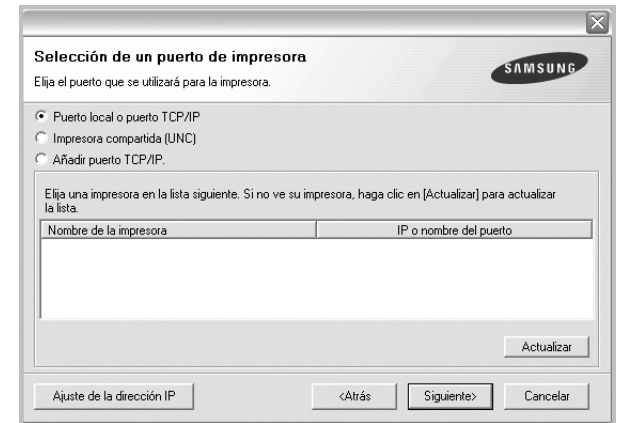 Selección de un puerto de impresora
Elija el puerto que se utilizará para la impresora.
SAMSUNG
Puerto local o puerto TCP/IP
Impresora compartida (UNC)
Añadir puerto TCP/IP.
Elija una impresora en la lista siguiente. Si no ve su impresora, haga clic en [Actualizar] para actualizar
la lista.
Nombre de la impresora IP o nombre del puerto
Actualizar
Ajuste de la dirección IP <Atrás Siguiente> Cancelar